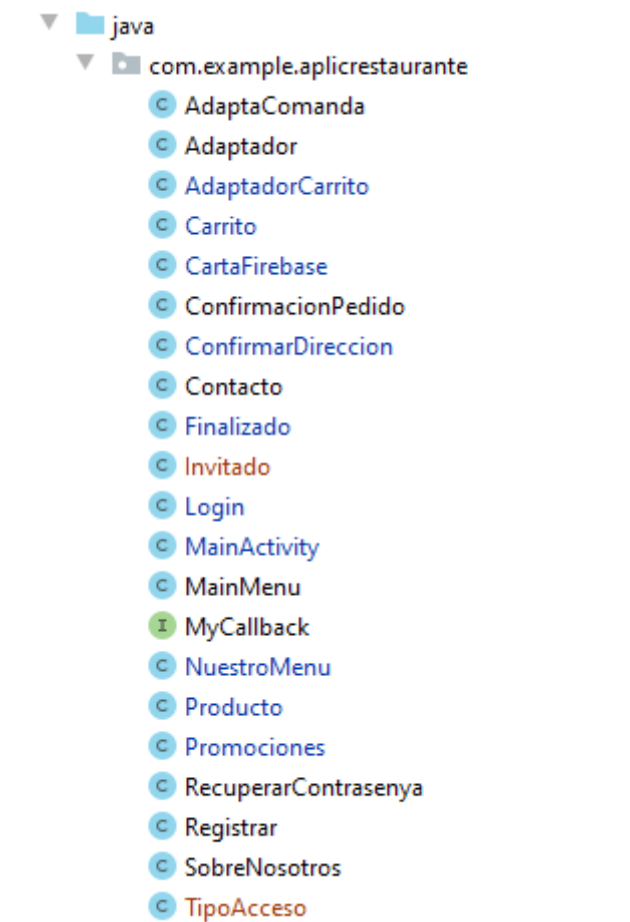 java
com.example.aplicrestaurante
C AdaptaComanda
C Adaptador
C AdaptadorCarrito
C Carrito
C CartaFirebase
C ConfirmacionPedido
C ConfirmarDireccion
C Contacto
C Finalizado
C Invitado
C Login
C MainActivity
C MainMenu
I MyCallback
C NuestroMenu
C Producto
C Promociones
C RecuperarContrasenya
C Registrar
C SobreNosotros
C TipoAcceso